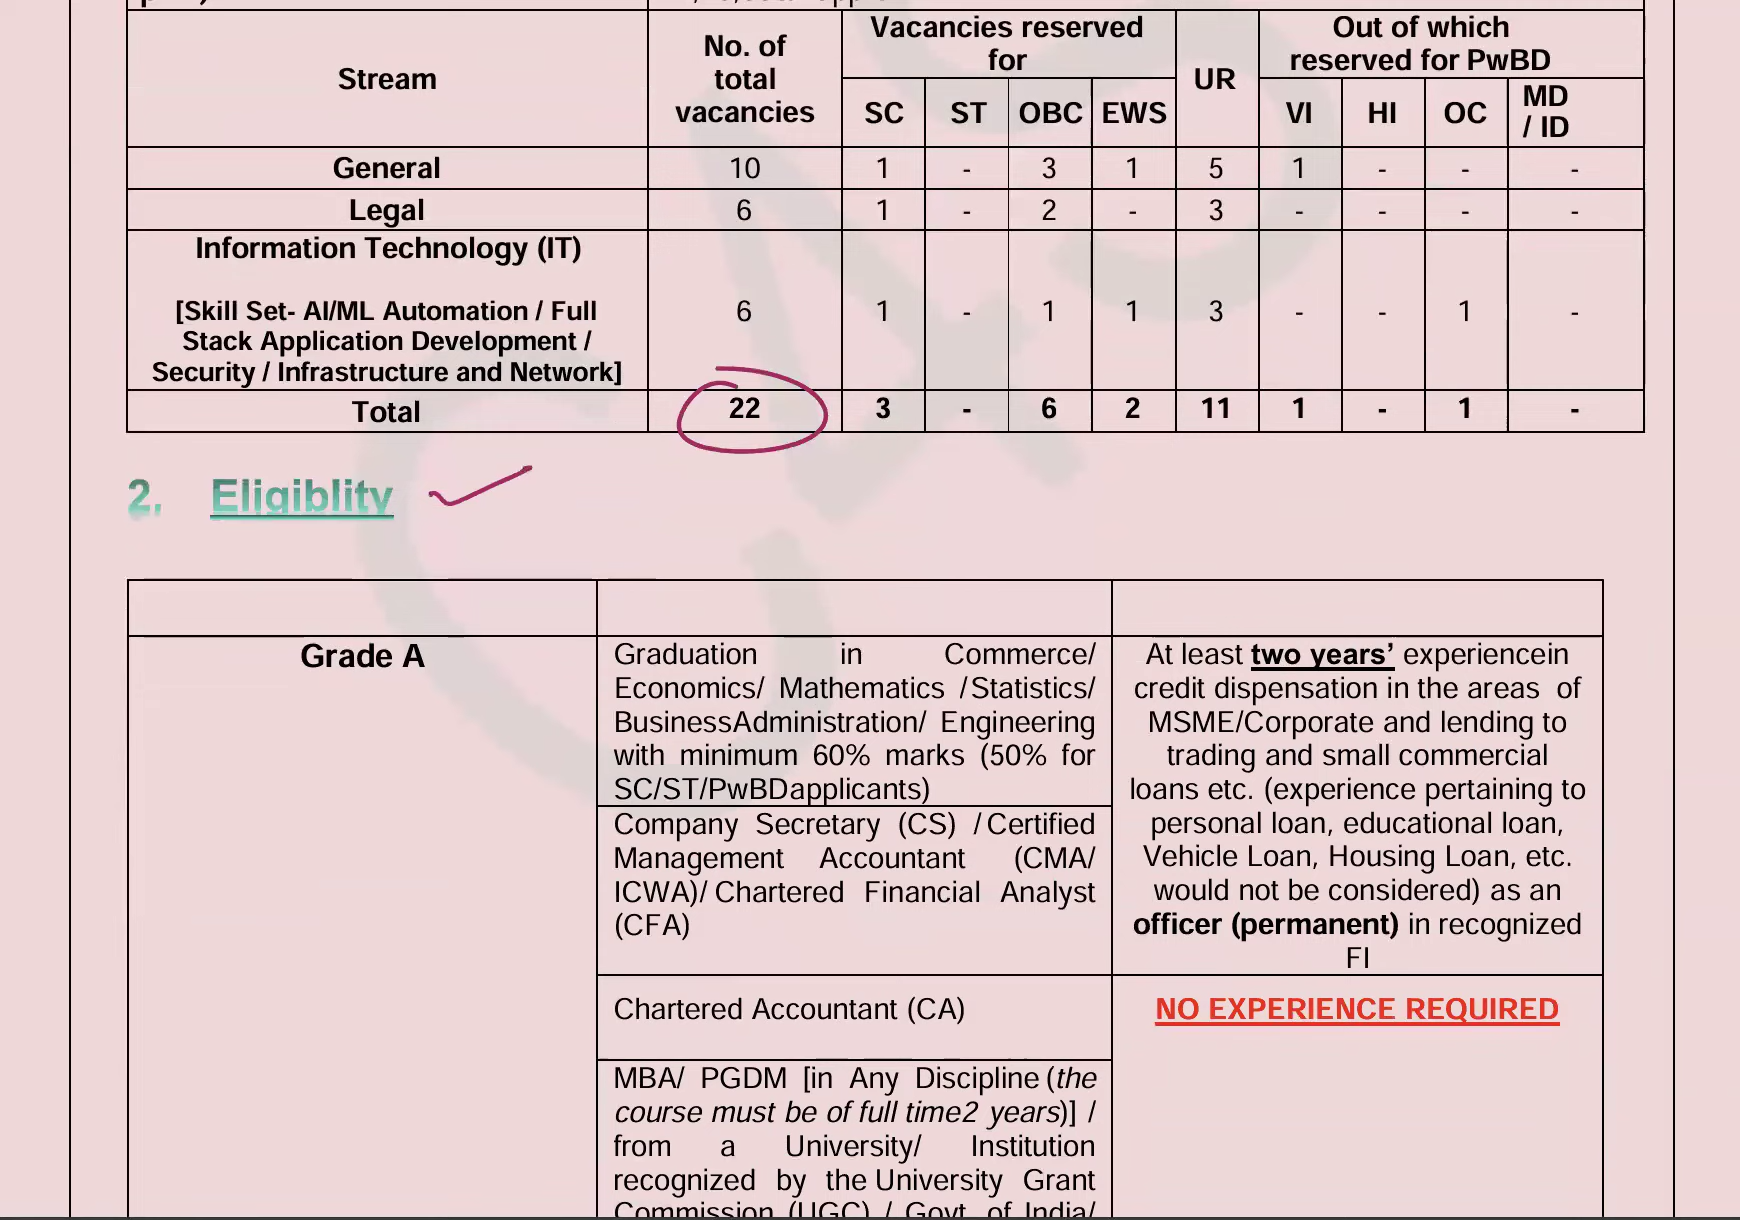 Stream
No. of
total
vacancies
Vacancies reserved
for
UR
Out of which
reserved for PwBD
SC ST OBC EWS VI HI OC MD
/ ID
General 10 1 - 3 1 5 1 - - -
Legal 6 1 - 2 - 3 - - - -
Information Technology (IT)
[Skill Set- AI/ML Automation / Full
Stack Application Development /
Security / Infrastructure and Network]
6 1 - 1 1 3 - - 1 -
Total 22 3 - 6 2 11 1 - 1 -
2. Eligiblity
Grade A
Graduation in Commerce/
Economics/ Mathematics /Statistics/
BusinessAdministration/ Engineering
with minimum 60% marks (50% for
SC/ST/PwBDapplicants)
At least two years’ experiencein
credit dispensation in the areas of
MSME/Corporate and lending to
trading and small commercial
loans etc. (experience pertaining to
personal loan, educational loan,
Vehicle Loan, Housing Loan, etc.
would not be considered) as an
officer (permanent) in recognized
FI
Company Secretary (CS) /Certified
Management Accountant (CMA/
ICWA)/ Chartered Financial Analyst
(CFA)
Chartered Accountant (CA)
NO EXPERIENCE REQUIRED
MBA/ PGDM [in Any Discipline (the
course must be of full time2 years)] /
from a University/ Institution
recognized by the University Grant
Commission (UGC) / Govt. of India/